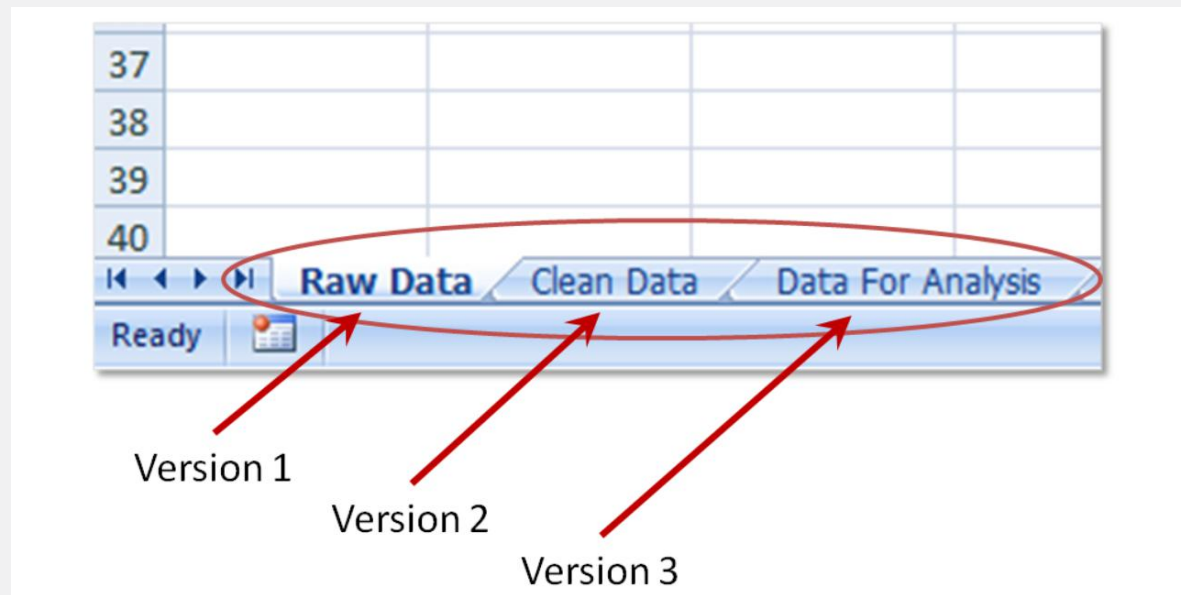 37
38
39
40
Raw Data Clean Data Data For Analysis
Ready
Version 1
Version 2
Version 3